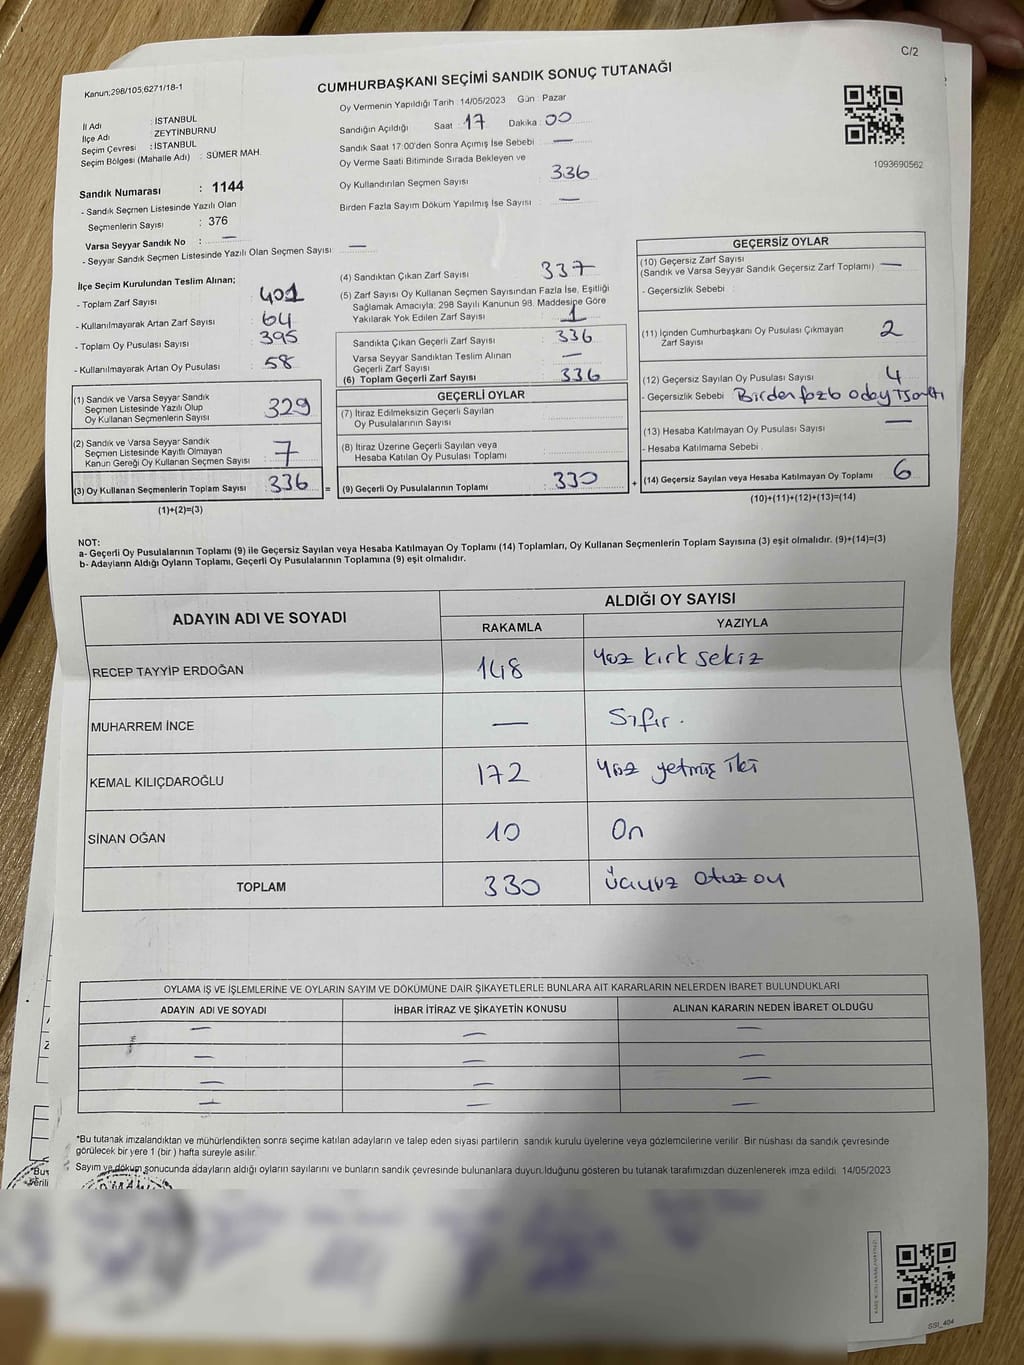 C/2
Kanun:298/105,6271/18-1
CUMHURBAŞKANI SEÇİMİ SANDIK SONUÇ TUTANAĞI
İl Adı : İSTANBUL
İlçe Adı : ZEYTİNBURNU
Seçim Çevresi : İSTANBUL
Seçim Bölgesi (Mahalle Adı) : SÜMER MAH.
Sandık Numarası : 1144
- Sandık Seçmen Listesinde Yazılı Olan
Seçmenlerin Sayısı : 376
Varsa Seyyar Sandık No : —
- Seyyar Sandık Seçmen Listesinde Yazılı Olan Seçmen Sayısı: —
Oy Vermenin Yapıldığı Tarih :14/05/2023 Gün : Pazar
Sandığın Açıldığı Saat : 17 Dakika : 00
Sandık Saat 17:00'den Sonra Açımış İse Sebebi : —
Oy Verme Saati Bitiminde Sırada Bekleyen ve
Oy Kullandırılan Seçmen Sayısı : 336
Birden Fazla Sayım Döküm Yapılmış İse Sayısı : —
1093690562
İlçe Seçim Kurulundan Teslim Alınan;
- Toplam Zarf Sayısı : 401
- Kullanılmayarak Artan Zarf Sayısı : 64
- Toplam Oy Pusulası Sayısı : 395
- Kullanılmayarak Artan Oy Pusulası : 58
(1) Sandık ve Varsa Seyyar Sandık
Seçmen Listesinde Yazılı Olup
Oy Kullanan Seçmenlerin Sayısı : 329
(2) Sandık ve Varsa Seyyar Sandık
Seçmen Listesinde Kayıtlı Olmayan
Kanun Gereği Oy Kullanan Seçmen Sayısı : 7
(3) Oy Kullanan Seçmenlerin Toplam Sayısı : 336 =
(1)+(2)=(3)
(4) Sandıktan Çıkan Zarf Sayısı : 337
(5) Zarf Sayısı Oy Kullanan Seçmen Sayısından Fazla İse, Eşitliği
Sağlamak Amacıyla; 298 Sayılı Kanunun 98. Maddesine Göre
Yakılarak Yok Edilen Zarf Sayısı : 1
Sandıkta Çıkan Geçerli Zarf Sayısı : 336
Varsa Seyyar Sandıktan Teslim Alınan
Geçerli Zarf Sayısı : —
(6) Toplam Geçerli Zarf Sayısı : 336
GEÇERLİ OYLAR
(7) İtiraz Edilmeksizin Geçerli Sayılan
Oy Pusulalarının Sayısı :
(8) İtiraz Üzerine Geçerli Sayılan veya
Hesaba Katılan Oy Pusulası Toplamı :
(9) Geçerli Oy Pusulalarının Toplamı : 330 +
GEÇERSİZ OYLAR
(10) Geçersiz Zarf Sayısı
(Sandık ve Varsa Seyyar Sandık Geçersiz Zarf Toplamı) : —
- Geçersizlik Sebebi :
(11) İçinden Cumhurbaşkanı Oy Pusulası Çıkmayan
Zarf Sayısı : 2
(12) Geçersiz Sayılan Oy Pusulası Sayısı : 4
- Geçersizlik Sebebi : Birden fazla aday
(13) Hesaba Katılmayan Oy Pusulası Sayısı : —
- Hesaba Katılmama Sebebi :
(14) Geçersiz Sayılan veya Hesaba Katılmayan Oy Toplamı : 6
(10)+(11)+(12)+(13)=(14)
NOT:
a- Geçerli Oy Pusulalarının Toplamı (9) ile Geçersiz Sayılan veya Hesaba Katılmayan Oy Toplamı (14) Toplamları, Oy Kullanan Seçmenlerin Toplam Sayısına (3) eşit olmalıdır. (9)+(14)=(3)
b- Adayların Aldığı Oyların Toplamı, Geçerli Oy Pusulalarının Toplamına (9) eşit olmalıdır.
ADAYIN ADI VE SOYADI ALDIĞI OY SAYISI
RAKAMLA YAZIYLA
RECEP TAYYİP ERDOĞAN 148 Yüz kırk sekiz
MUHARREM İNCE — Sıfır.
KEMAL KILIÇDAROĞLU 172 Yüz yetmiş iki
SİNAN OĞAN 10 On
TOPLAM 330 üçyüz otuz oy
OYLAMA İŞ VE İŞLEMLERİNE VE OYLARIN SAYIM VE DÖKÜMÜNE DAİR ŞİKAYETLERLE BUNLARA AİT KARARLARIN NELERDEN İBARET BULUNDUKLARI
ADAYIN ADI VE SOYADI İHBAR İTİRAZ VE ŞİKAYETİN KONUSU ALINAN KARARIN NEDEN İBARET OLDUĞU
— — —
— — —
— — —
— — —
*Bu tutanak imzalandıktan ve mühürlendikten sonra seçime katılan adayların ve talep eden siyasi partilerin sandık kurulu üyelerine veya gözlemcilerine verilir. Bir nüshası da sandık çevresinde
görülecek bir yere 1 (bir ) hafta süreyle asılır.
Sayım ve döküm sonucunda adayların aldığı oyların sayılarını ve bunların sandık çevresinde bulunanlara duyurulduğunu gösteren bu tutanak tarafımızdan düzenlenerek imza edildi. 14/05/2023
SSI_404